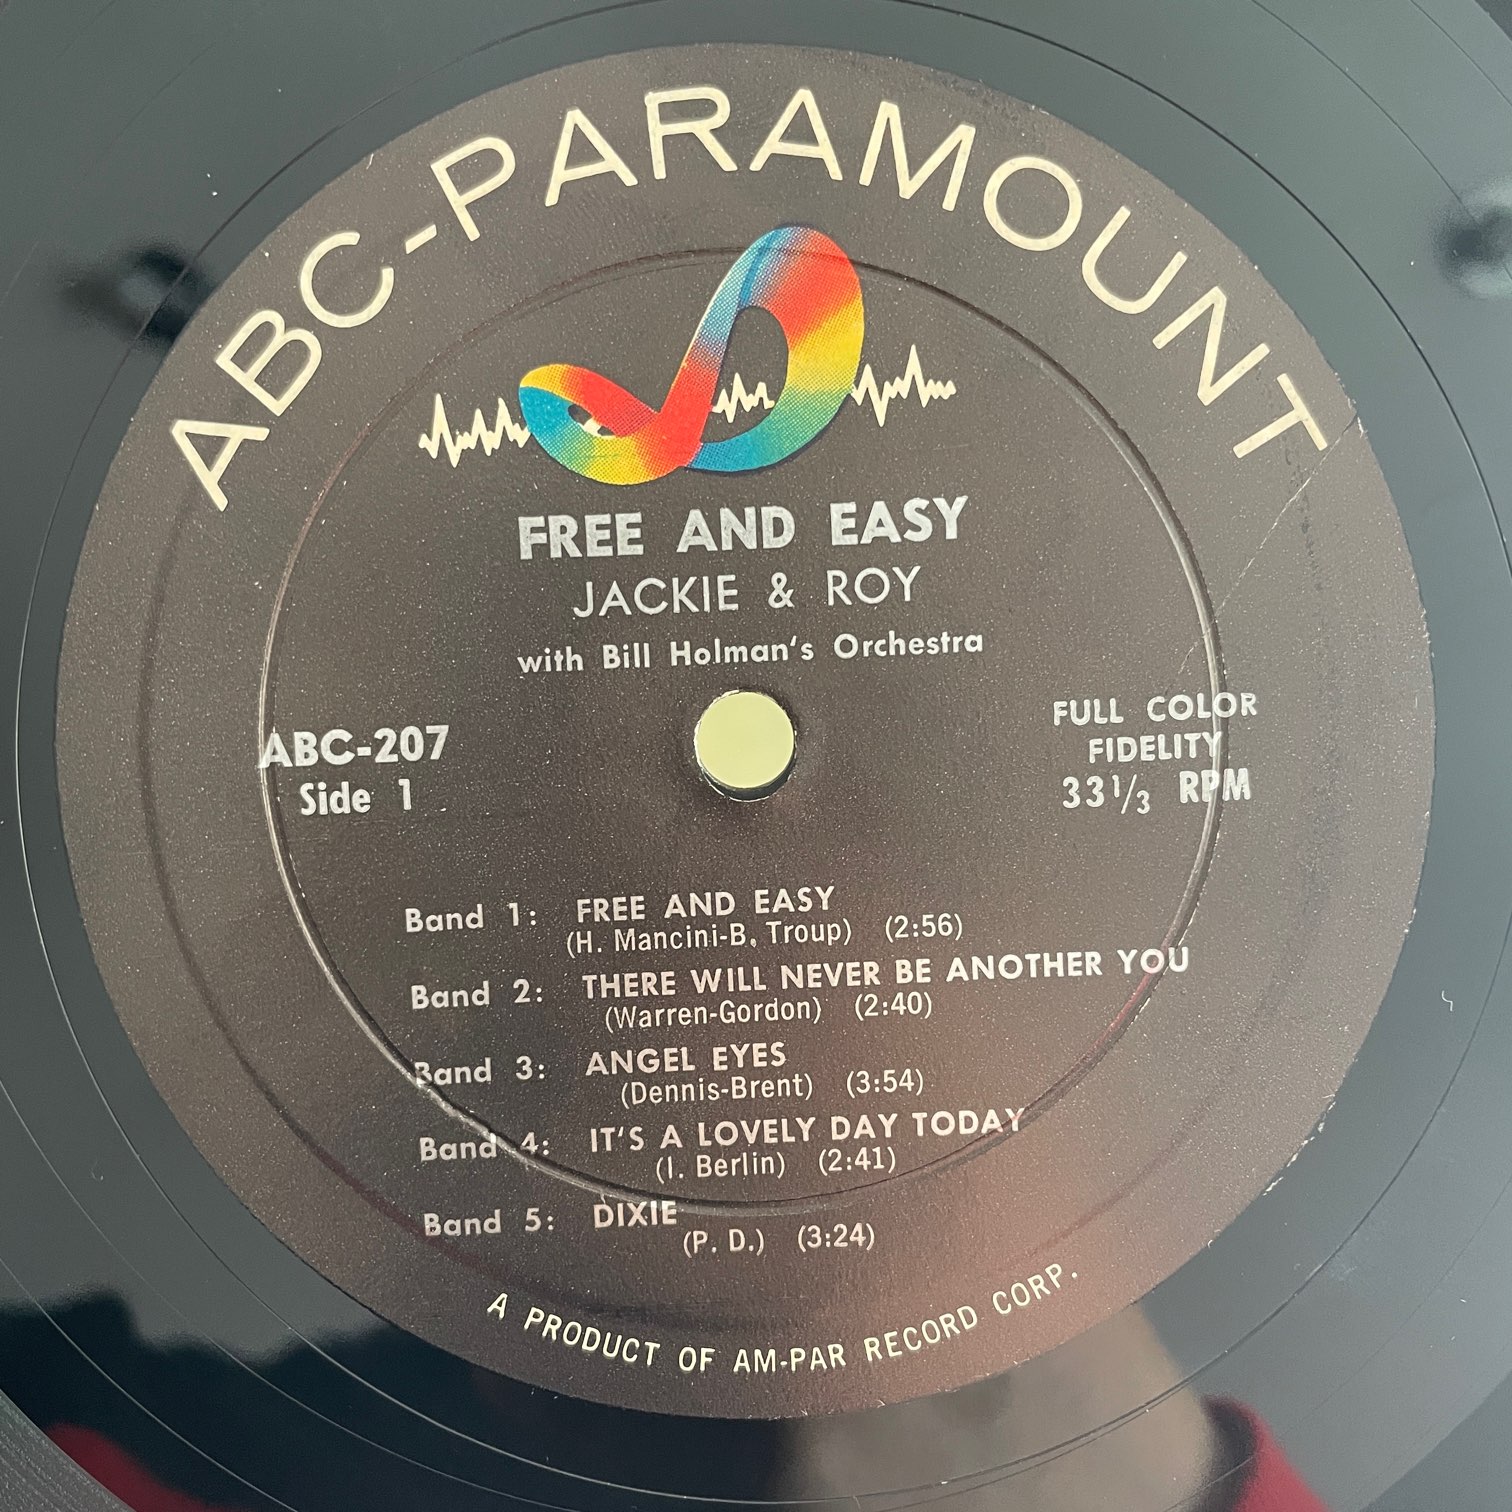 ABC-PARAMOUNT
FREE AND EASY
JACKIE & ROY
with Bill Holman's Orchestra
ABC-207
Side 1
FULL COLOR
FIDELITY
33 1/3 RPM
Band 1: FREE AND EASY
(H. Mancini-B. Troup) (2:56)
Band 2: THERE WILL NEVER BE ANOTHER YOU
(Warren-Gordon) (2:40)
Band 3: ANGEL EYES
(Dennis-Brent) (3:54)
Band 4: IT'S A LOVELY DAY TODAY
(I. Berlin) (2:41)
Band 5: DIXIE
(P. D.) (3:24)
A PRODUCT OF AM-PAR RECORD CORP.